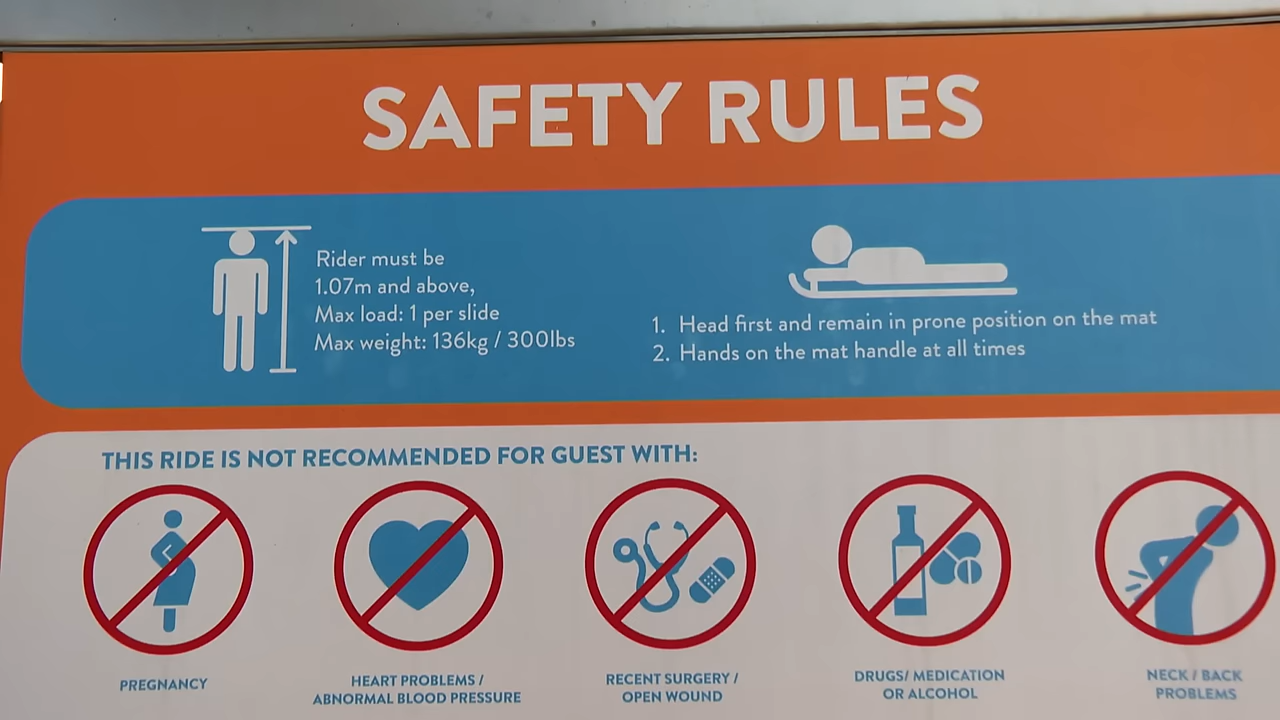 SAFETY RULES
Rider must be
1.07m and above,
Max load: 1 per slide
Max weight: 136kg / 300lbs
1. Head first and remain in prone position on the mat
2. Hands on the mat handle at all times
THIS RIDE IS NOT RECOMMENDED FOR GUEST WITH:
PREGNANCY
HEART PROBLEMS /
ABNORMAL BLOOD PRESSURE
RECENT SURGERY /
OPEN WOUND
DRUGS/ MEDICATION
OR ALCOHOL
NECK / BACK
PROBLEMS